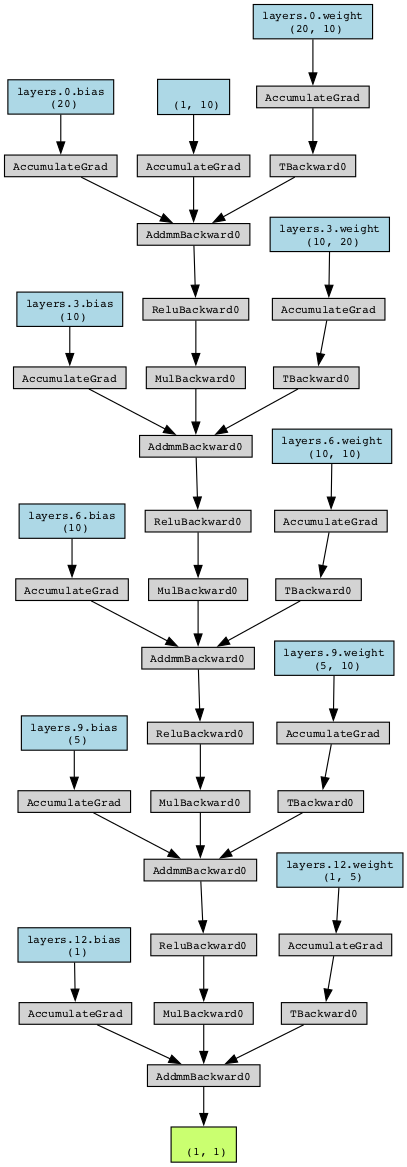 layers.0.weight
(20, 10)
layers.0.bias
(20)
(1, 10)
AccumulateGrad
AccumulateGrad
AccumulateGrad
TBackward0
AddmmBackward0
layers.3.weight
(10, 20)
layers.3.bias
(10)
ReluBackward0
AccumulateGrad
AccumulateGrad
MulBackward0
TBackward0
AddmmBackward0
layers.6.weight
(10, 10)
layers.6.bias
(10)
ReluBackward0
AccumulateGrad
AccumulateGrad
MulBackward0
TBackward0
AddmmBackward0
layers.9.weight
(5, 10)
layers.9.bias
(5)
ReluBackward0
AccumulateGrad
AccumulateGrad
MulBackward0
TBackward0
AddmmBackward0
layers.12.weight
(1, 5)
layers.12.bias
(1)
ReluBackward0
AccumulateGrad
AccumulateGrad
MulBackward0
TBackward0
AddmmBackward0
(1, 1)